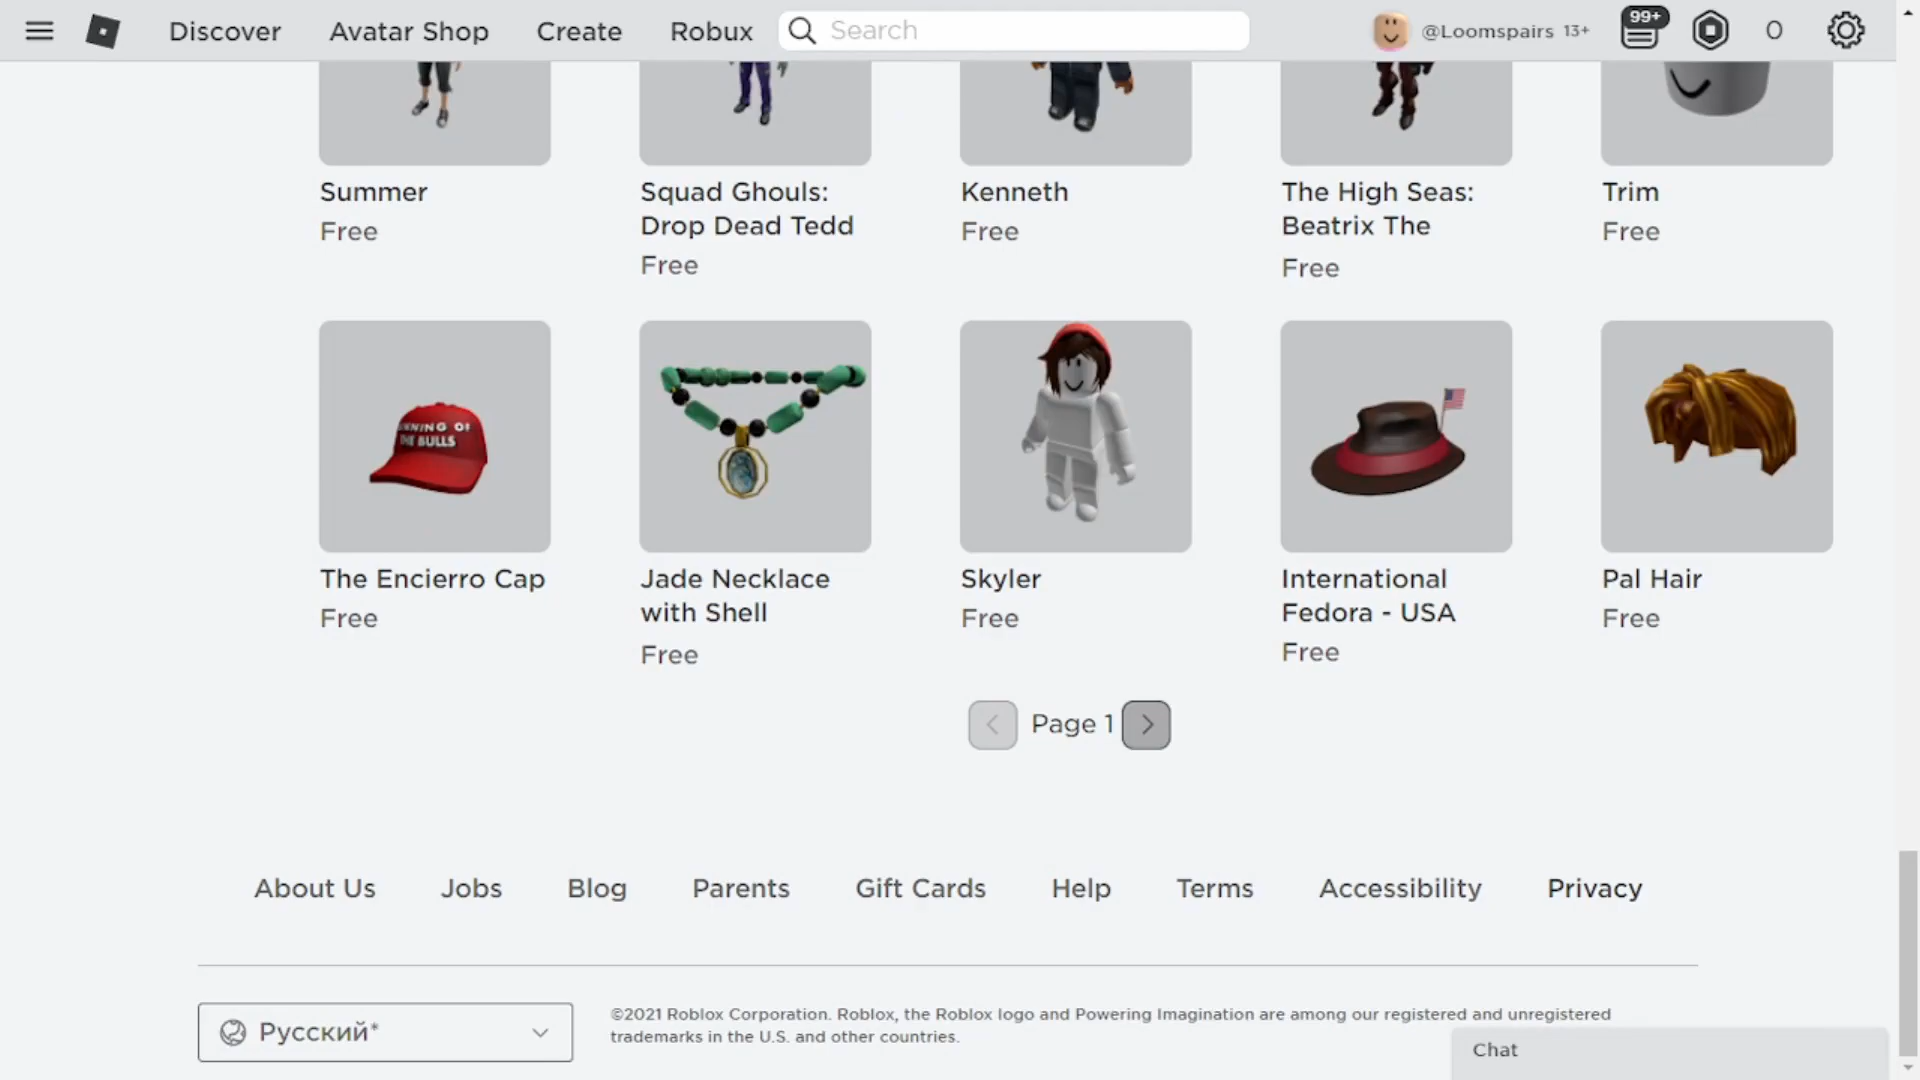 Discover
Avatar Shop
Create
Robux
Search
@Loomspairs 13+
99+
0
Summer
Free
Squad Ghouls:
Drop Dead Tedd
Free
Kenneth
Free
The High Seas:
Beatrix The
Free
Trim
Free
THE BULLS
The Encierro Cap
Free
Jade Necklace
with Shell
Free
Skyler
Free
International
Fedora - USA
Free
Pal Hair
Free
Page 1
About Us
Jobs
Blog
Parents
Gift Cards
Help
Terms
Accessibility
Privacy
Русский*
©2021 Roblox Corporation. Roblox, the Roblox logo and Powering Imagination are among our registered and unregistered
trademarks in the U.S. and other countries.
Chat